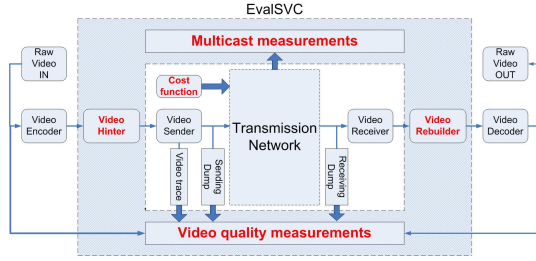 EvalSVC
Multicast measurements
Raw
Video
IN
Raw
Video
OUT
Cost
function
Video
Encoder
Video
Hinter
Video
Sender
Transmission
Network
Video
Receiver
Video
Rebuilder
Video
Decoder
Video trace
Sending
Dump
Receiving
Dump
Video quality measurements